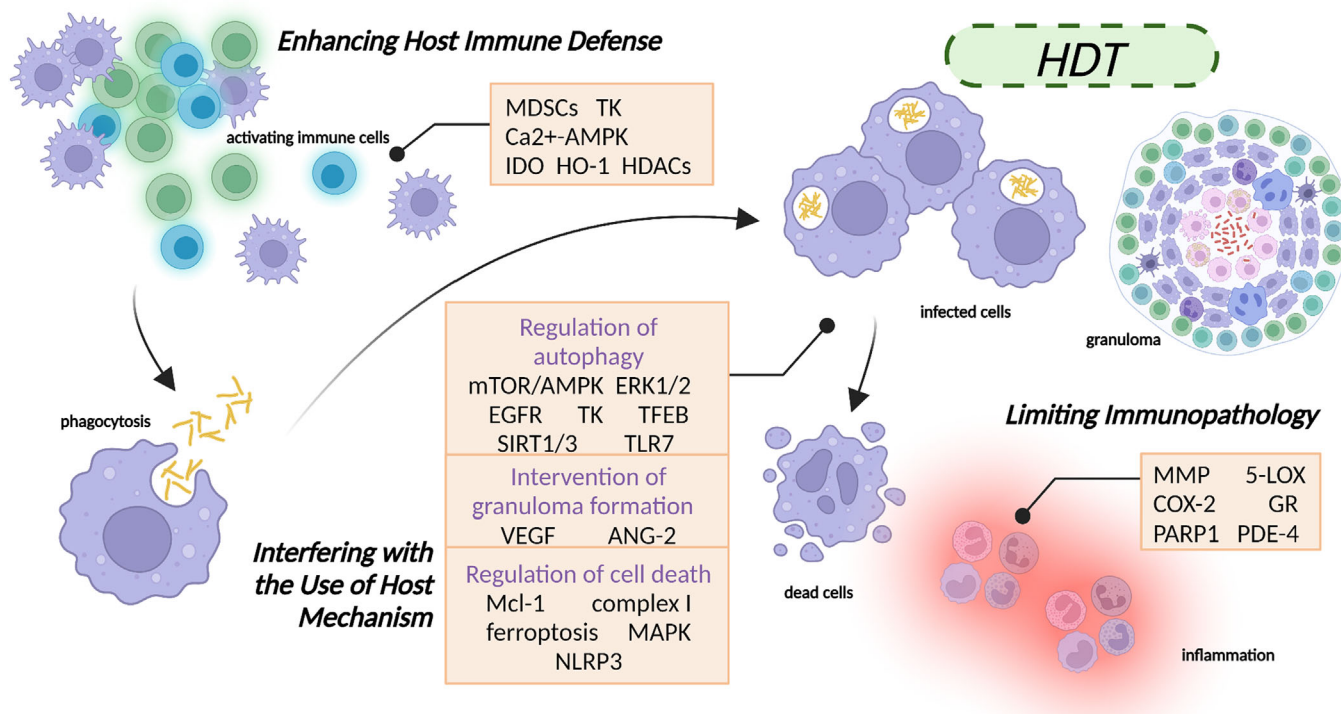 Enhancing Host Immune Defense
HDT
MDSCs TK
Ca2+-AMPK
IDO HO-1 HDACs
activating immune cells
infected cells
granuloma
phagocytosis
Regulation of
autophagy
mTOR/AMPK ERK1/2
EGFR TK TFEB
SIRT1/3 TLR7
Intervention of
granuloma formation
VEGF ANG-2
Regulation of cell death
Mcl-1 complex I
ferroptosis MAPK
NLRP3
Interfering with
the Use of Host
Mechanism
dead cells
Limiting Immunopathology
MMP 5-LOX
COX-2 GR
PARP1 PDE-4
inflammation